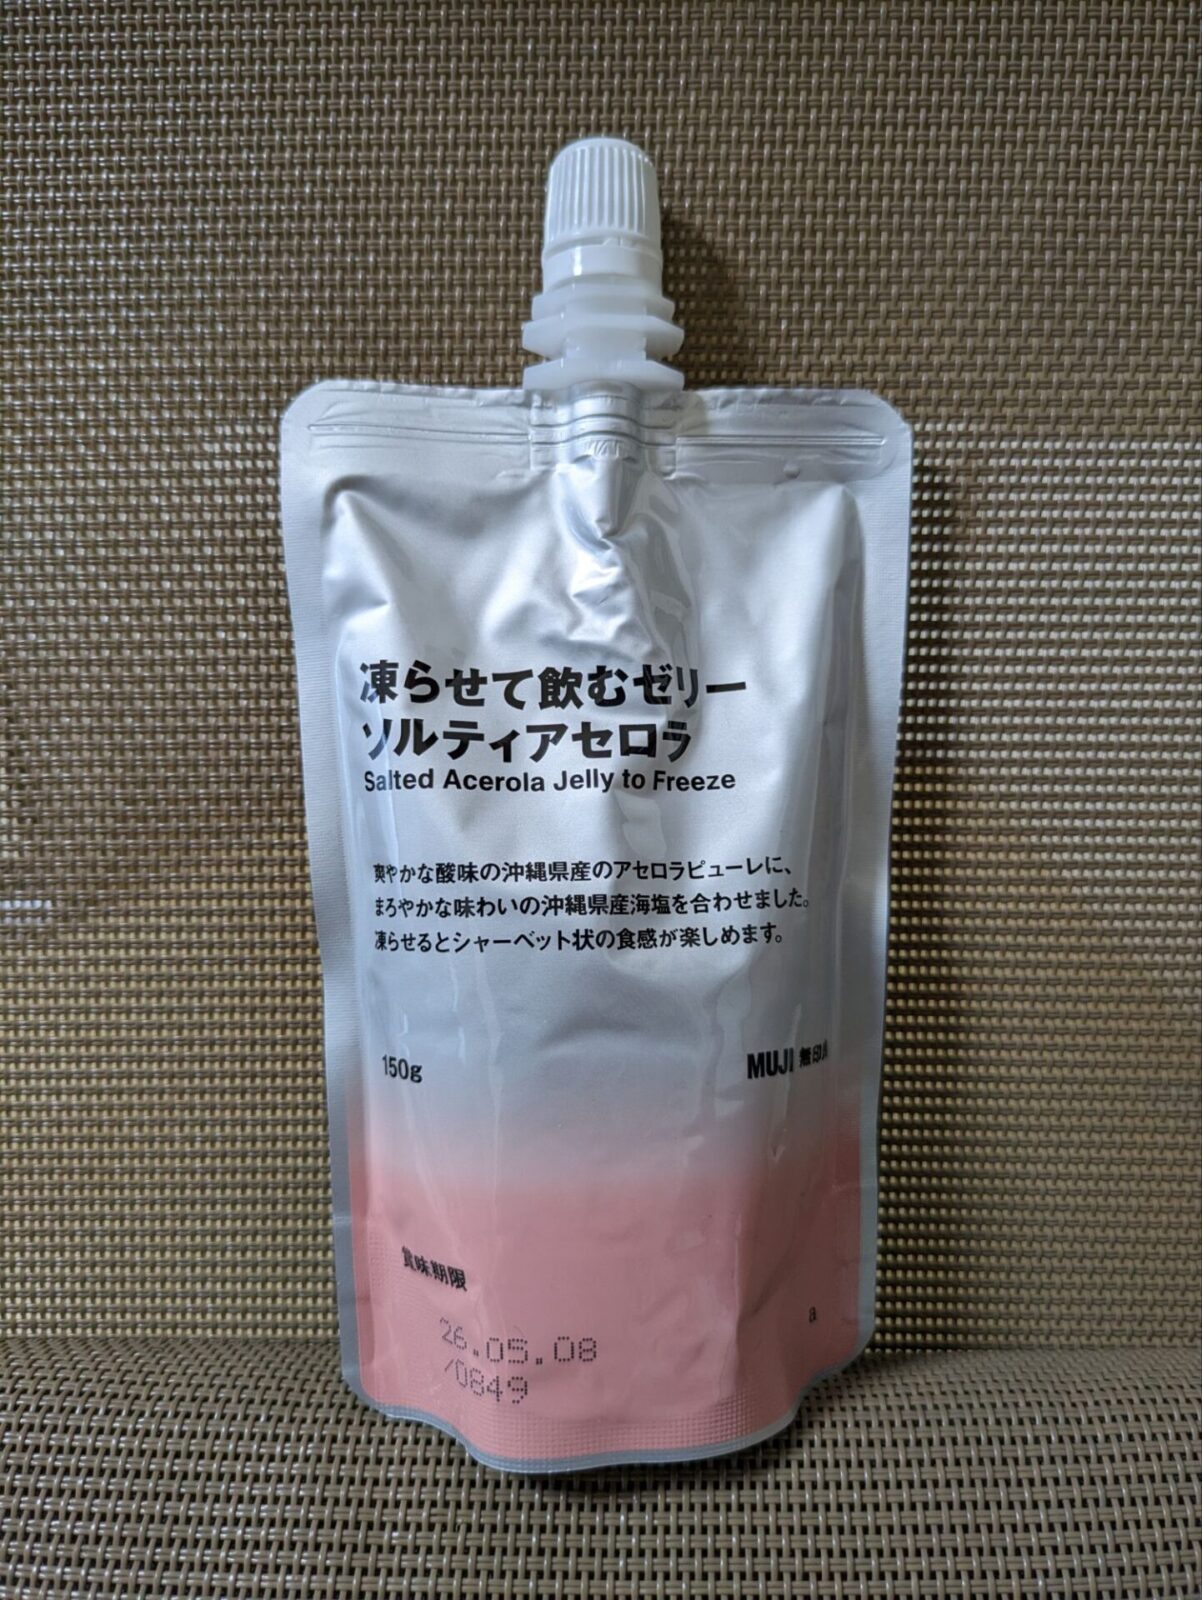 凍らせて飲むゼリー
ソルティアセロラ
Salted Acerola Jelly to Freeze
爽やかな酸味の沖縄県産のアセロラピューレに、
まろやかな味わいの沖縄県産海塩を合わせました。
凍らせるとシャーベット状の食感が楽しめます。
150g
MUJI 無印
賞味期限
a
26.05.08
/0849